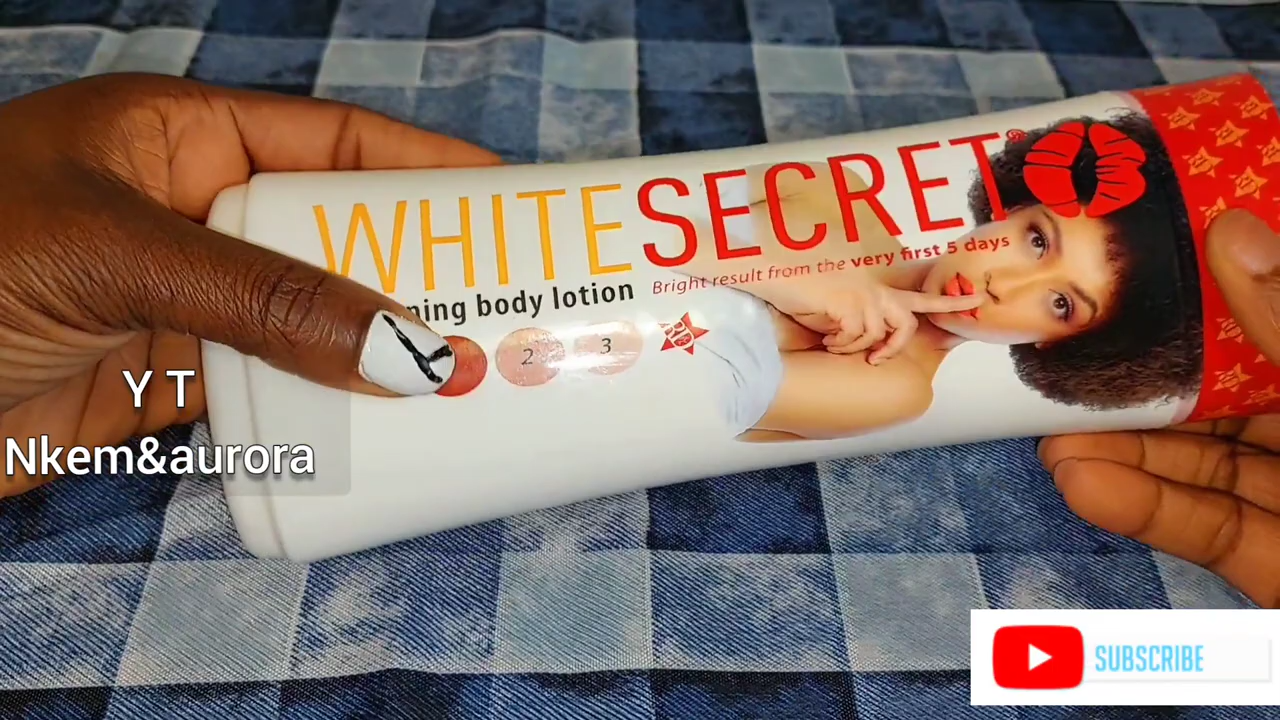 WHITE SECRET®
ning body lotion
Bright result from the very first 5 days
2 3
Y T
Nkem&aurora
SUBSCRIBE